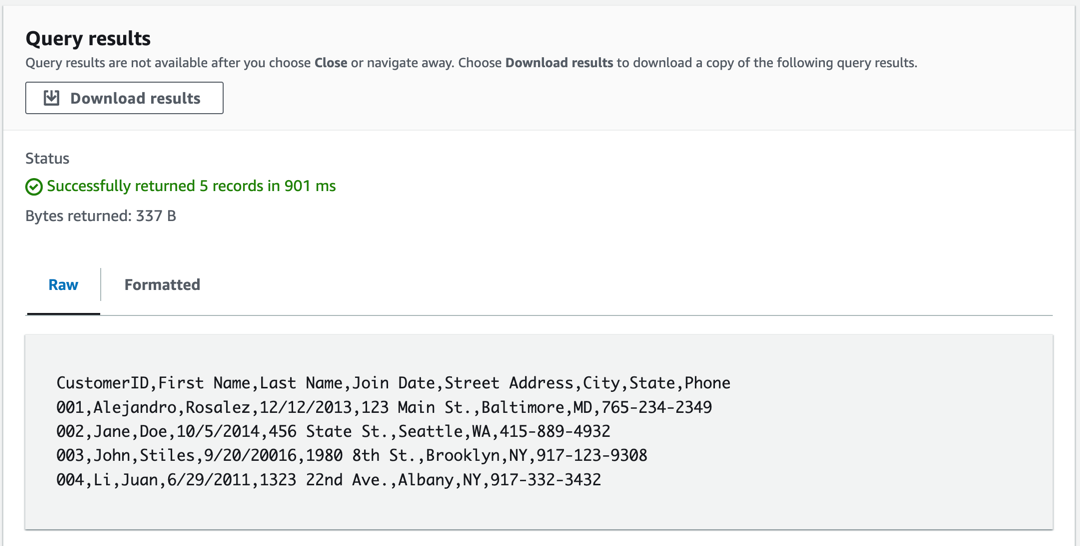 Query results
Query results are not available after you choose Close or navigate away. Choose Download results to download a copy of the following query results.
Download results
Status
Successfully returned 5 records in 901 ms
Bytes returned: 337 B
Raw
Formatted
CustomerID,First Name,Last Name,Join Date,Street Address,City,State,Phone
001,Alejandro,Rosalez,12/12/2013,123 Main St.,Baltimore,MD,765-234-2349
002,Jane,Doe,10/5/2014,456 State St.,Seattle,WA,415-889-4932
003,John,Stiles,9/20/20016,1980 8th St.,Brooklyn,NY,917-123-9308
004,Li,Juan,6/29/2011,1323 22nd Ave.,Albany,NY,917-332-3432